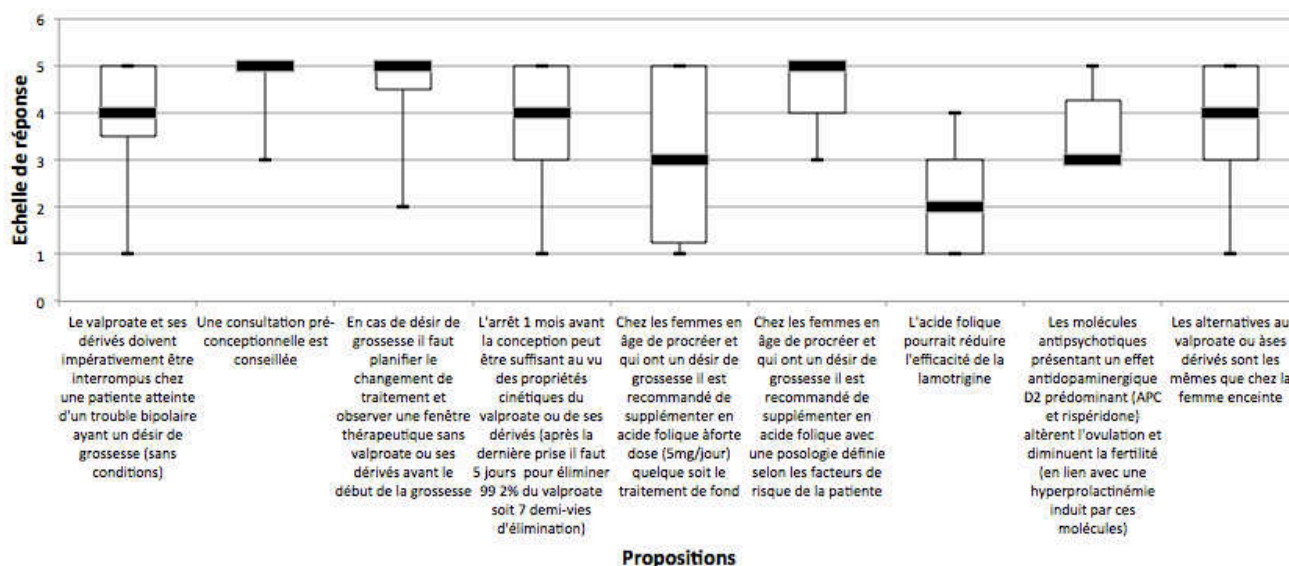 6
5
4
3
2
1
0
Echelle de réponse
Le valproate et ses
dérivés doivent
impérativement être
interrompus chez
une patiente atteinte
d'un trouble bipolaire
ayant un désir de
grossesse (sans
conditions)
Une consultation pré-
conceptionnelle est
conseillée
En cas de désir de
grossesse il faut
planifier le
changement de
traitement et
observer une fenêtre
thérapeutique sans
valproate ou ses
dérivés avant le
début de la grossesse
L'arrêt 1 mois avant
la conception peut
être suffisant au vu
des propriétés
cinétiques du
valproate ou de ses
dérivés (après la
dernière prise il faut
5 jours pour éliminer
99 2% du valproate
soit 7 demi-vies
d'élimination)
Chez les femmes en
âge de procréer et
qui ont un désir de
grossesse il est
recommandé de
supplémenter en
acide folique àforte
dose (5mg/jour)
quelque soit le
traitement de fond
Chez les femmes en
âge de procréer et
qui ont un désir de
grossesse il est
recommandé de
supplémenter en
acide folique avec
une posologie définie
selon les facteurs de
risque de la patiente
L'acide folique
pourrait réduire
l'efficacité de la
lamotrigine
Les molécules
antipsychotiques
présentant un effet
antidopaminergique
D2 prédominant (APC
et rispéridone)
altèrent l'ovulation et
diminuent la fertilité
(en lien avec une
hyperprolactinémie
induit par ces
molécules)
Les alternatives au
valproate ou àses
dérivés sont les
mêmes que chez la
femme enceinte
Propositions